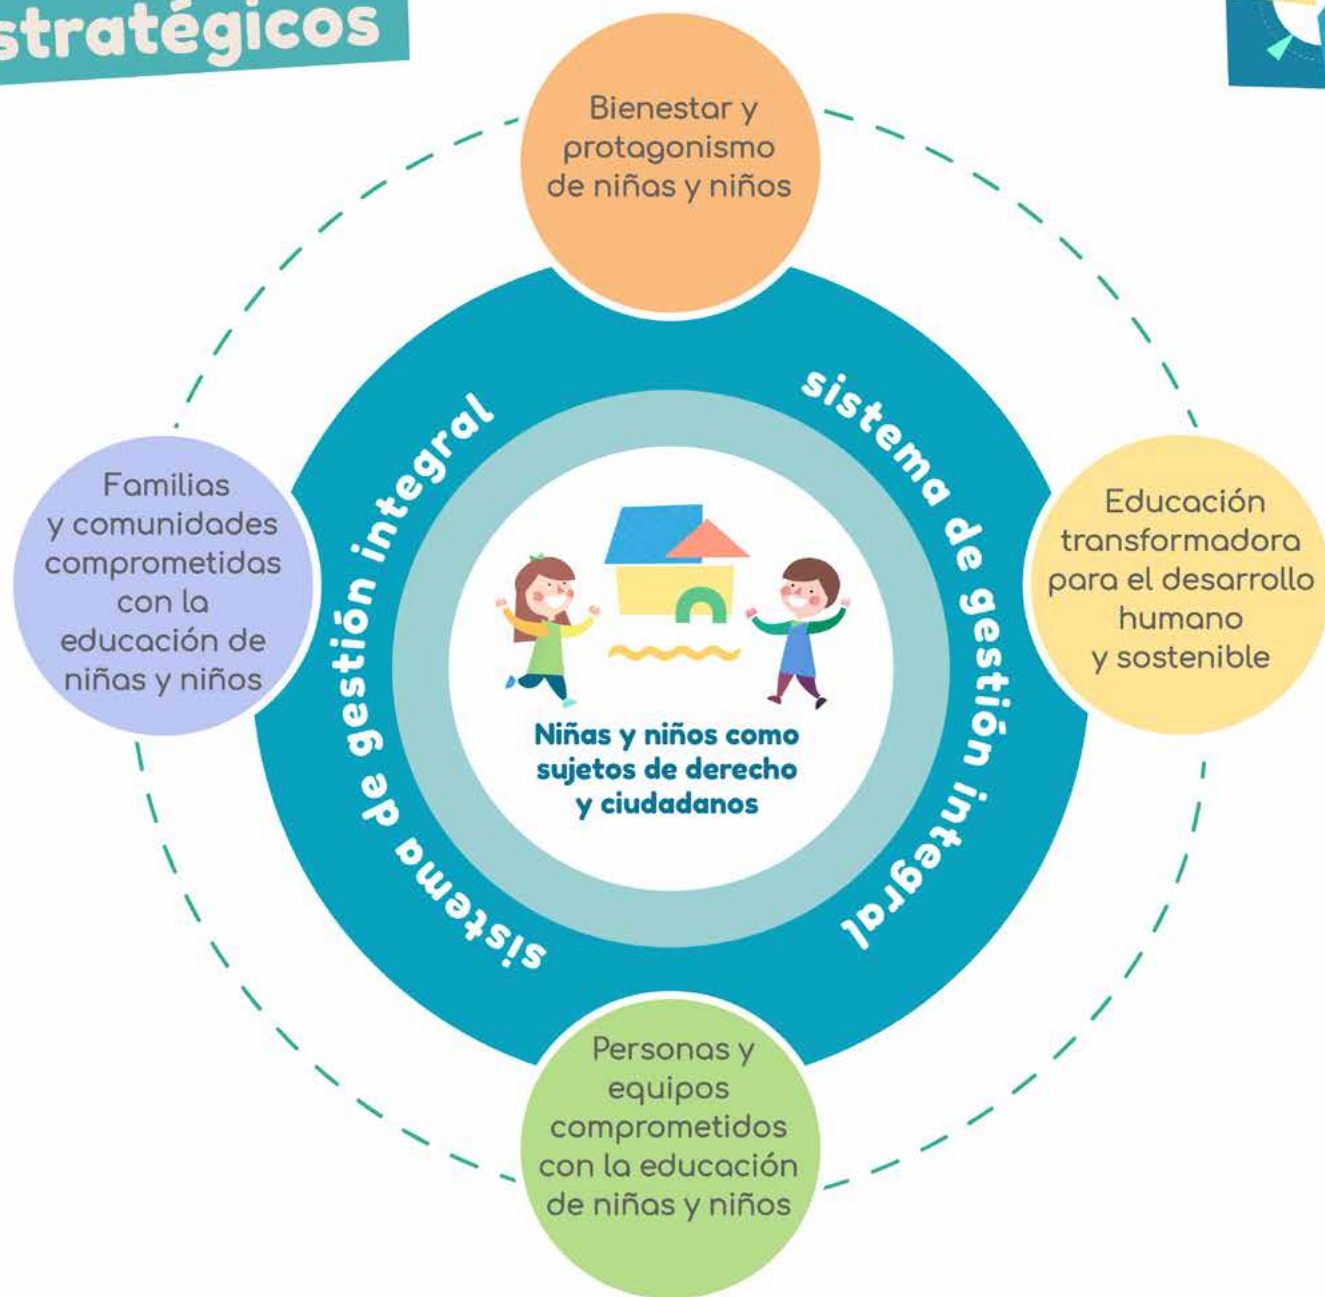 stratégicos
Bienestar y
protagonismo
de niñas y niños
Familias
y comunidades
comprometidas
con la
educación de
niñas y niños
sistema de gestión integral
sistema de gestión integral
Educación
transformadora
para el desarrollo
humano
y sostenible
Niñas y niños como
sujetos de derecho
y ciudadanos
Personas y
equipos
comprometidos
con la educación
de niñas y niños